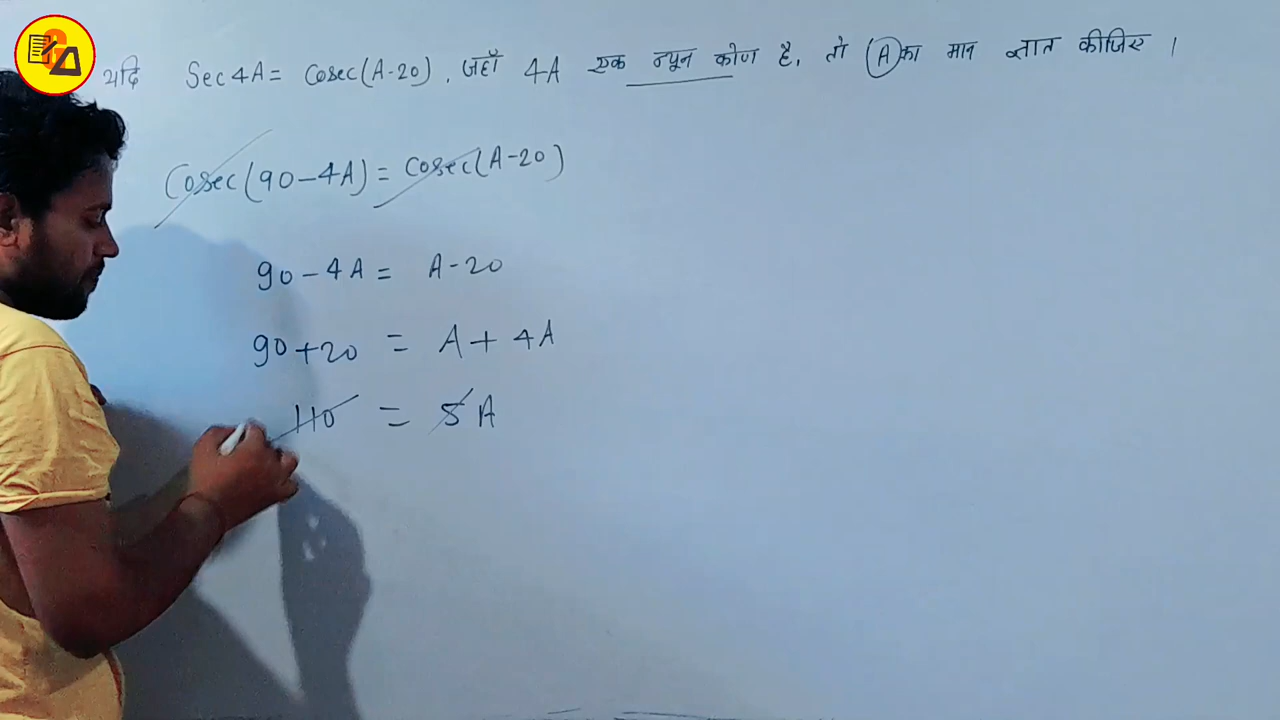 यदि Sec 4A = Cosec(A-20), जहाँ 4A एक न्यून कोण है, तो A का मान ज्ञात कीजिए ।
Cosec(90-4A) = Cosec(A-20)
90-4A = A-20
90+20 = A+4A
110 = 5A